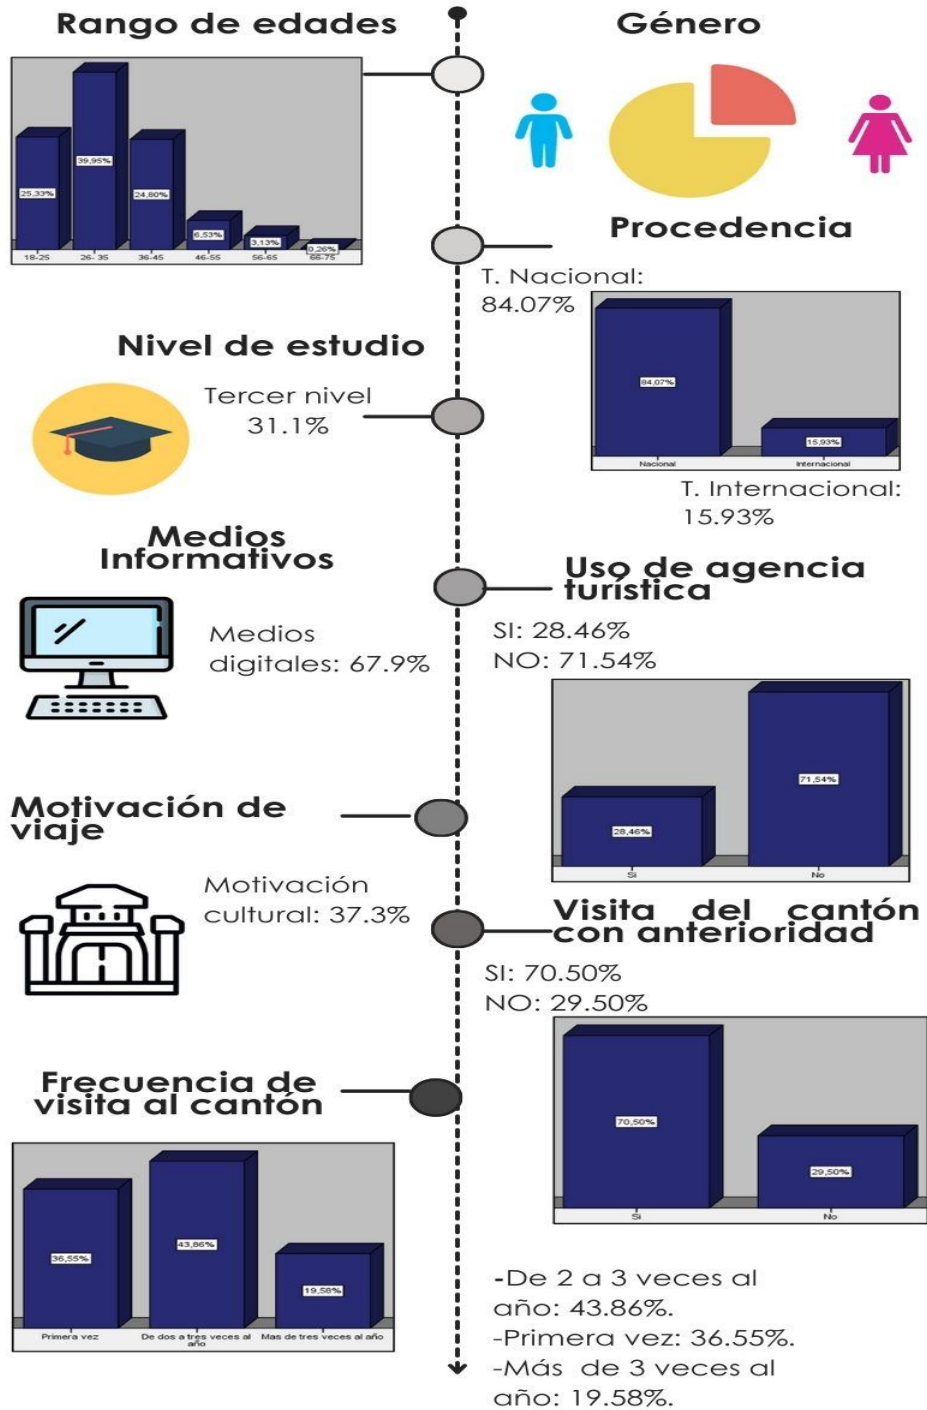 Rango de edades
25,33%
39,95%
24,80%
6,53%
3,13%
0,26%
18-25
26- 35
36-45
46-55
56-65
66-75
Género
Procedencia
T. Nacional:
84.07%
84,07%
15,93%
Nacional
Internacional
T. Internacional:
15.93%
Nivel de estudio
Tercer nivel
31.1%
Medios
Informativos
Medios
digitales: 67.9%
Uso de agencia
turística
SI: 28.46%
NO: 71.54%
28,46%
71,54%
Si
No
Motivación de
viaje
Motivación
cultural: 37.3%
Visita del cantón
con anterioridad
SI: 70.50%
NO: 29.50%
70,50%
29,50%
Si
No
Frecuencia de
visita al cantón
36,55%
43,86%
19,58%
Primera vez
De dos a tres veces al
año
Mas de tres veces al año
-De 2 a 3 veces al
año: 43.86%.
-Primera vez: 36.55%.
-Más de 3 veces al
año: 19.58%.